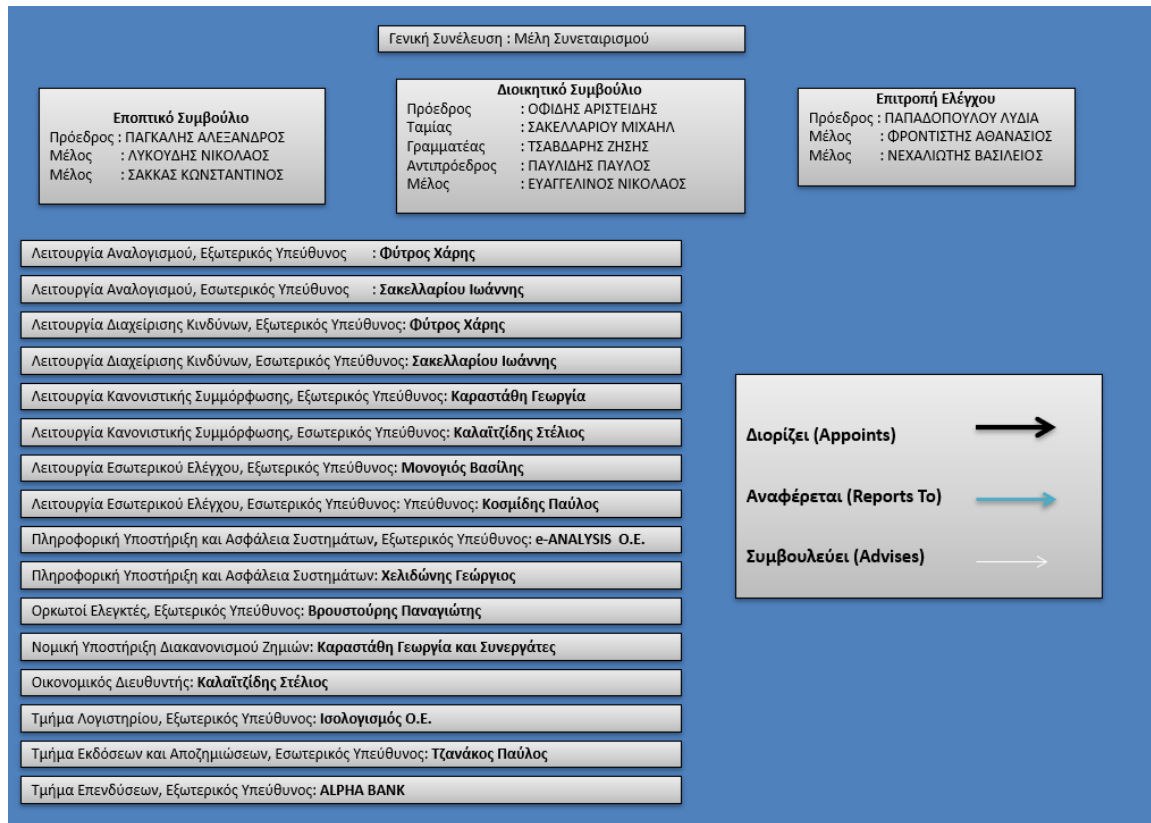 Γενική Συνέλευση : Μέλη Συνεταιρισμού
Εποπτικό Συμβούλιο
Πρόεδρος : ΠΑΓΚΑΛΗΣ ΑΛΕΞΑΝΔΡΟΣ
Μέλος : ΛΥΚΟΥΔΗΣ ΝΙΚΟΛΑΟΣ
Μέλος : ΣΑΚΚΑΣ ΚΩΝΣΤΑΝΤΙΝΟΣ
Διοικητικό Συμβούλιο
Πρόεδρος : ΟΦΙΔΗΣ ΑΡΙΣΤΕΙΔΗΣ
Ταμίας : ΣΑΚΕΛΛΑΡΙΟΥ ΜΙΧΑΗΛ
Γραμματέας : ΤΣΑΒΔΑΡΗΣ ΖΗΣΗΣ
Αντιπρόεδρος : ΠΑΥΛΙΔΗΣ ΠΑΥΛΟΣ
Μέλος : ΕΥΑΓΓΕΛΙΝΟΣ ΝΙΚΟΛΑΟΣ
Επιτροπή Ελέγχου
Πρόεδρος : ΠΑΠΑΔΟΠΟΥΛΟΥ ΛΥΔΙΑ
Μέλος : ΦΡΟΝΤΙΣΤΗΣ ΑΘΑΝΑΣΙΟΣ
Μέλος : ΝΕΧΑΛΙΩΤΗΣ ΒΑΣΙΛΕΙΟΣ
Λειτουργία Αναλογισμού, Εξωτερικός Υπεύθυνος : Φύτρος Χάρης
Λειτουργία Αναλογισμού, Εσωτερικός Υπεύθυνος : Σακελλαρίου Ιωάννης
Λειτουργία Διαχείρισης Κινδύνων, Εξωτερικός Υπεύθυνος: Φύτρος Χάρης
Λειτουργία Διαχείρισης Κινδύνων, Εσωτερικός Υπεύθυνος: Σακελλαρίου Ιωάννης
Λειτουργία Κανονιστικής Συμμόρφωσης, Εξωτερικός Υπεύθυνος: Καραστάθη Γεωργία
Λειτουργία Κανονιστικής Συμμόρφωσης, Εσωτερικός Υπεύθυνος: Καλαϊτζίδης Στέλιος
Λειτουργία Εσωτερικού Ελέγχου, Εξωτερικός Υπεύθυνος: Μονογιός Βασίλης
Λειτουργία Εσωτερικού Ελέγχου, Εσωτερικός Υπεύθυνος: Υπεύθυνος: Κοσμίδης Παύλος
Πληροφορική Υποστήριξη και Ασφάλεια Συστημάτων, Εξωτερικός Υπεύθυνος: e-ANALYSIS Ο.Ε.
Πληροφορική Υποστήριξη και Ασφάλεια Συστημάτων: Χελιδώνης Γεώργιος
Ορκωτοί Ελεγκτές, Εξωτερικός Υπεύθυνος: Βρουστούρης Παναγιώτης
Νομική Υποστήριξη Διακανονισμού Ζημιών: Καραστάθη Γεωργία και Συνεργάτες
Οικονομικός Διευθυντής: Καλαϊτζίδης Στέλιος
Τμήμα Λογιστηρίου, Εξωτερικός Υπεύθυνος: Ισολογισμός Ο.Ε.
Τμήμα Εκδόσεων και Αποζημιώσεων, Εσωτερικός Υπεύθυνος: Τζανάκος Παύλος
Τμήμα Επενδύσεων, Εξωτερικός Υπεύθυνος: ALPHA BANK
Διορίζει (Appoints)
Αναφέρεται (Reports To)
Συμβουλεύει (Advises)